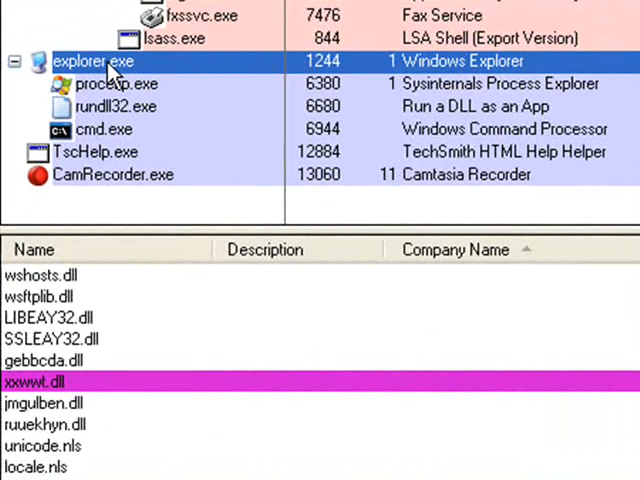 fxssvc.exe 7476 Fax Service
lsass.exe 844 LSA Shell (Export Version)
explorer.exe 1244 1 Windows Explorer
procexp.exe 6380 1 Sysinternals Process Explorer
rundll32.exe 6680 Run a DLL as an App
cmd.exe 6944 Windows Command Processor
TscHelp.exe 12884 TechSmith HTML Help Helper
CamRecorder.exe 13060 11 Camtasia Recorder
Name Description Company Name
wshosts.dll
wsftplib.dll
LIBEAY32.dll
SSLEAY32.dll
gebbcda.dll
xxwwt.dll
jmgulben.dll
ruuekhyn.dll
unicode.nls
locale.nls